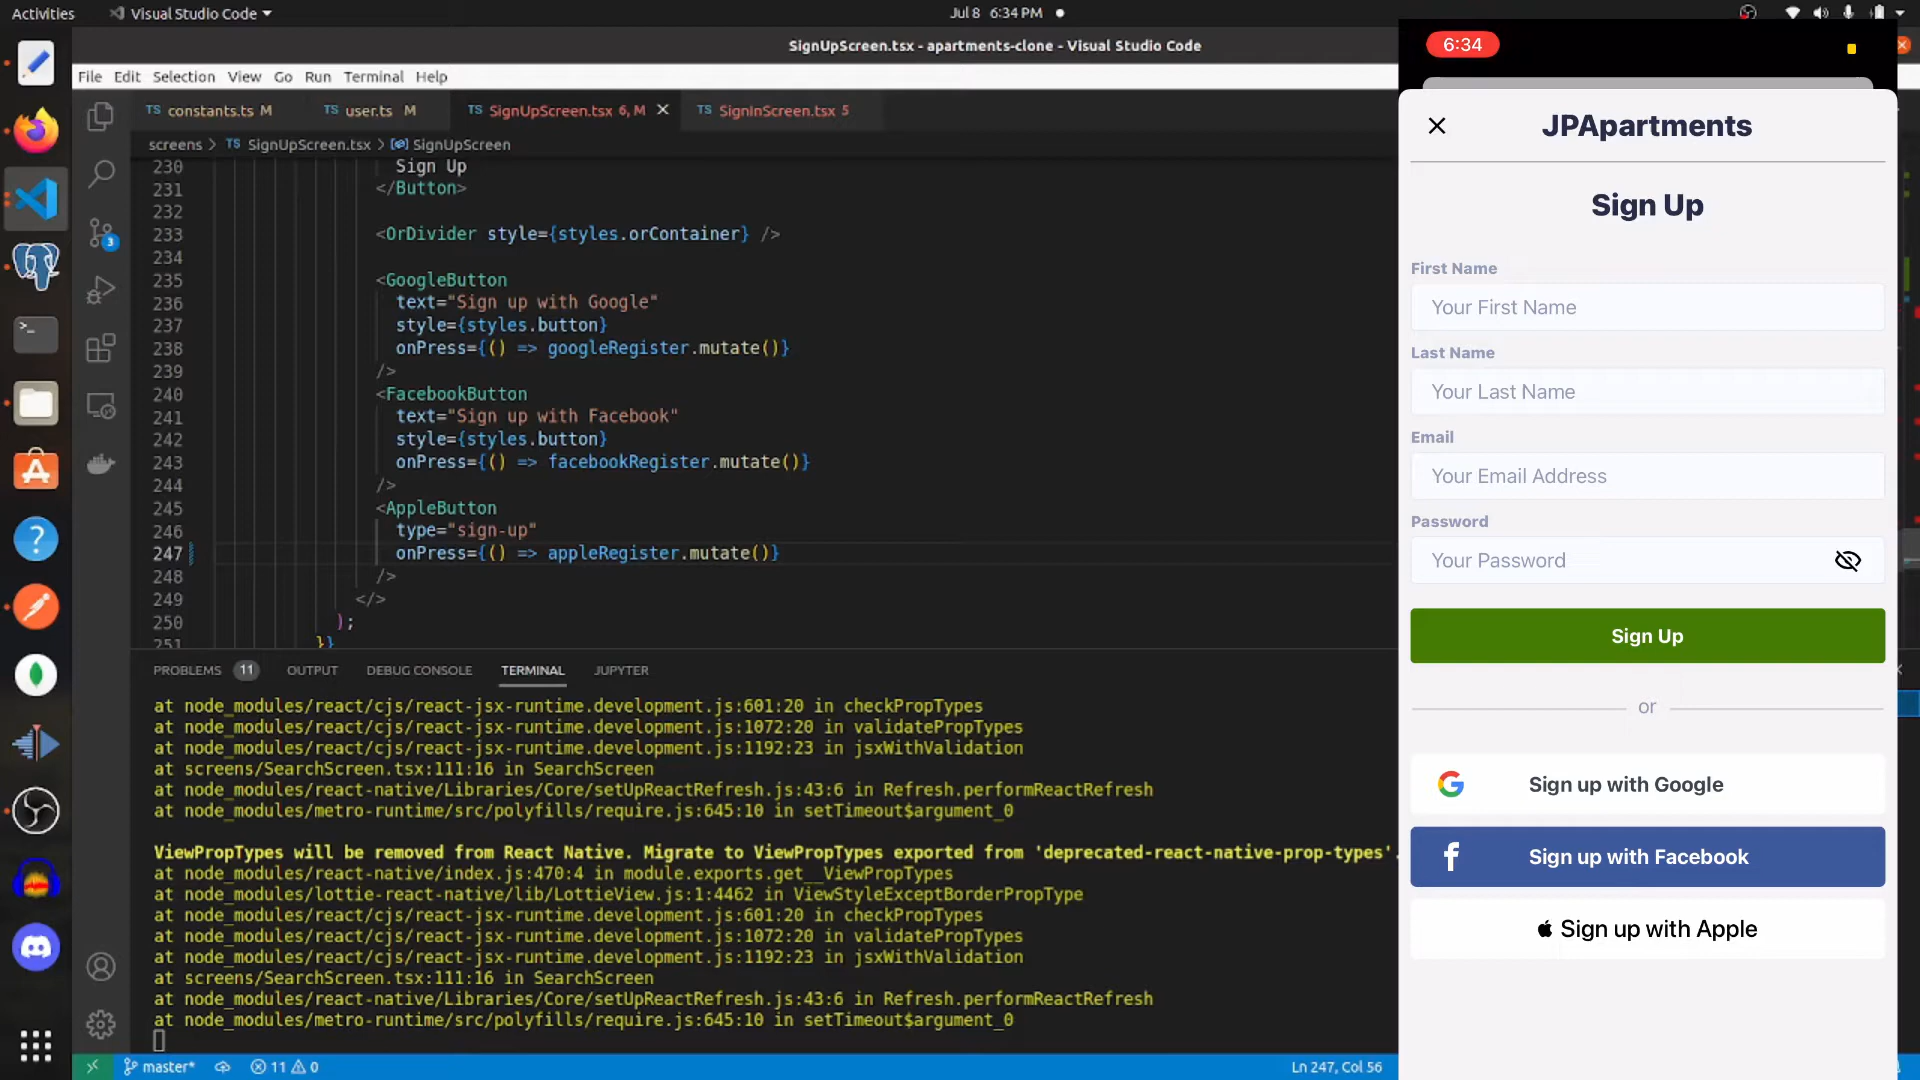 Activities
Visual Studio Code
Jul 8 6:34 PM
SignUpScreen.tsx - apartments-clone - Visual Studio Code
File Edit Selection View Go Run Terminal Help
TS constants.ts M
TS user.ts M
TS SignUpScreen.tsx 6, M
TS SignInScreen.tsx 5
screens > TS SignUpScreen.tsx > SignUpScreen
230 Sign Up
231 </Button>
232
233 <OrDivider style={styles.orContainer} />
234
235 <GoogleButton
236 text="Sign up with Google"
237 style={styles.button}
238 onPress={() => googleRegister.mutate()}
239 />
240 <FacebookButton
241 text="Sign up with Facebook"
242 style={styles.button}
243 onPress={() => facebookRegister.mutate()}
244 />
245 <AppleButton
246 type="sign-up"
247 onPress={() => appleRegister.mutate()}
248 />
249 </>
250 );
251 }}
3
PROBLEMS 11 OUTPUT DEBUG CONSOLE TERMINAL JUPYTER
at node_modules/react/cjs/react-jsx-runtime.development.js:601:20 in checkPropTypes
at node_modules/react/cjs/react-jsx-runtime.development.js:1072:20 in validatePropTypes
at node_modules/react/cjs/react-jsx-runtime.development.js:1192:23 in jsxWithValidation
at screens/SearchScreen.tsx:111:16 in SearchScreen
at node_modules/react-native/Libraries/Core/setUpReactRefresh.js:43:6 in Refresh.performReactRefresh
at node_modules/metro-runtime/src/polyfills/require.js:645:10 in setTimeout$argument_0
ViewPropTypes will be removed from React Native. Migrate to ViewPropTypes exported from 'deprecated-react-native-prop-types'.
at node_modules/react-native/index.js:470:4 in module.exports.get__ViewPropTypes
at node_modules/lottie-react-native/lib/LottieView.js:1:4462 in ViewStyleExceptBorderPropType
at node_modules/react/cjs/react-jsx-runtime.development.js:601:20 in checkPropTypes
at node_modules/react/cjs/react-jsx-runtime.development.js:1072:20 in validatePropTypes
at node_modules/react/cjs/react-jsx-runtime.development.js:1192:23 in jsxWithValidation
at screens/SearchScreen.tsx:111:16 in SearchScreen
at node_modules/react-native/Libraries/Core/setUpReactRefresh.js:43:6 in Refresh.performReactRefresh
at node_modules/metro-runtime/src/polyfills/require.js:645:10 in setTimeout$argument_0
master* 11 0
Ln 247, Col 56
6:34
JPApartments
Sign Up
First Name
Your First Name
Last Name
Your Last Name
Email
Your Email Address
Password
Your Password
Sign Up
or
Sign up with Google
Sign up with Facebook
Sign up with Apple